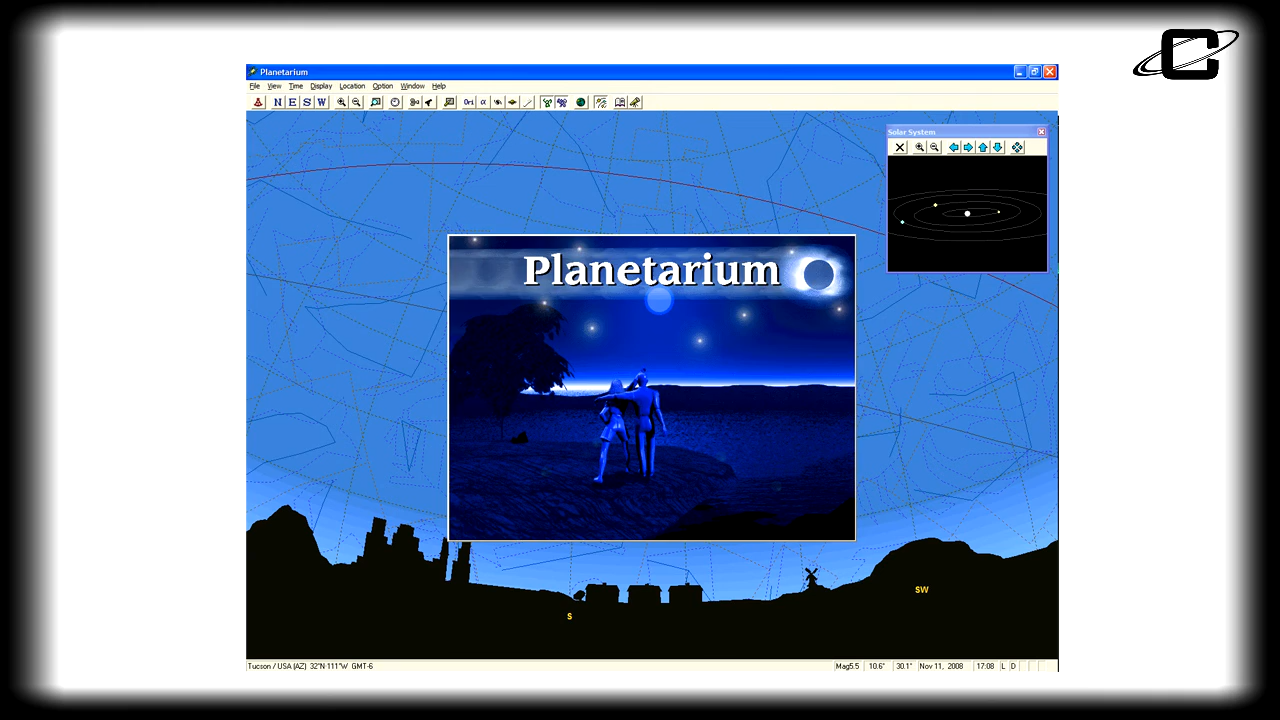 C
Planetarium
File View Time Display Location Option Window Help
N E S W Ori α
Solar System
Planetarium
SW
S
Tucson / USA (AZ) 32°N 111°W GMT-6 Mag5.5 10.6° 30.1° Nov 11, 2008 17:08 L D